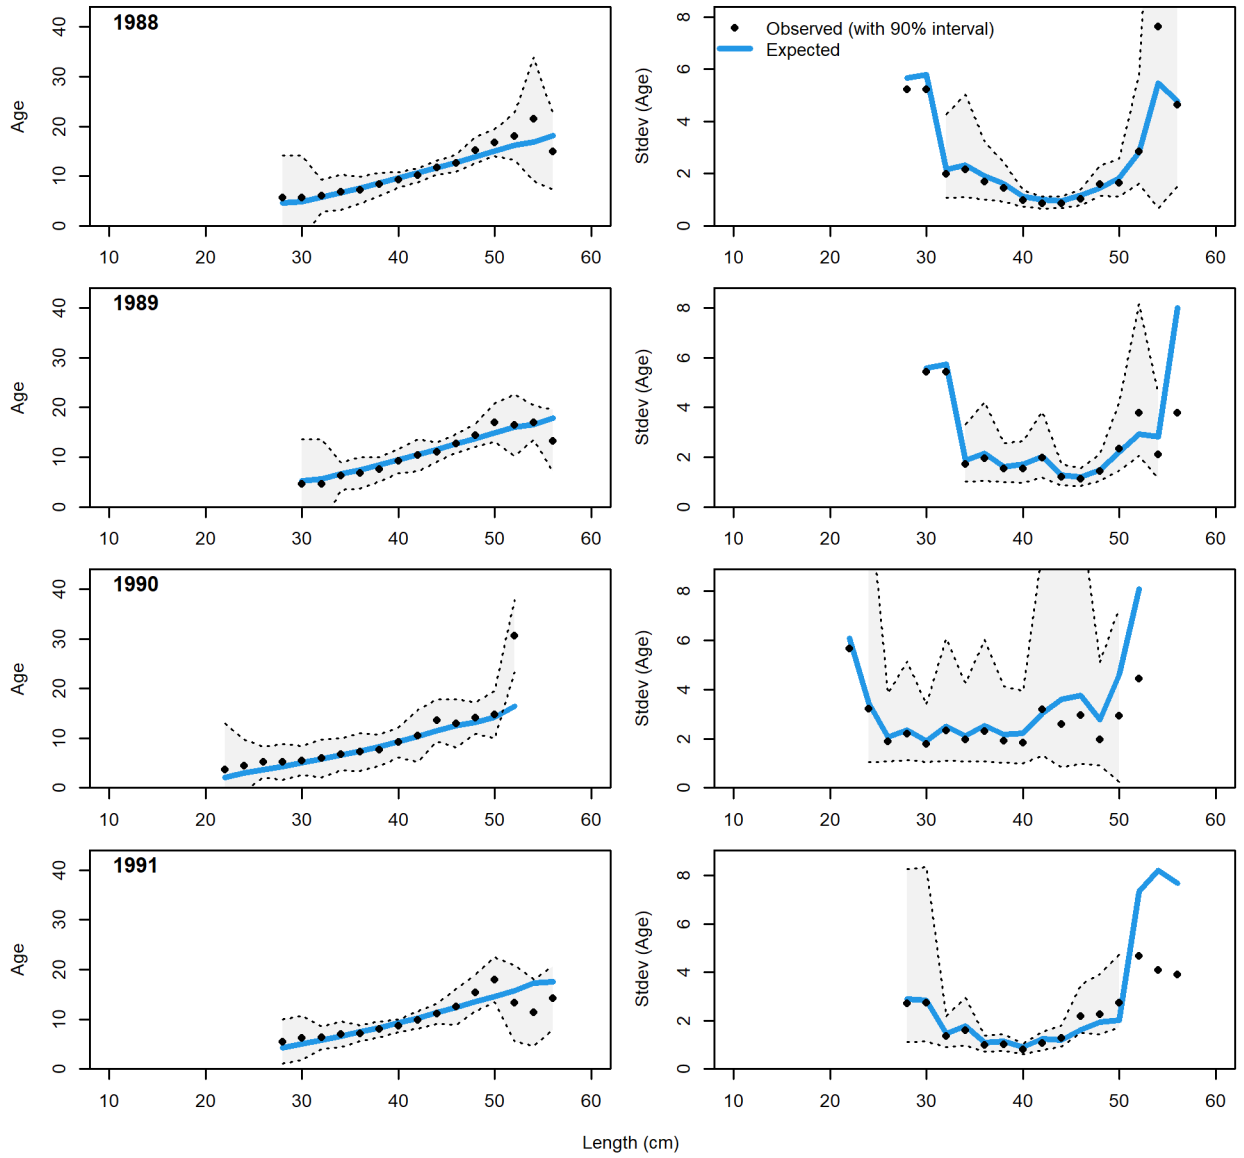 1988
Age
0 10 20 30 40
10 20 30 40 50 60
Observed (with 90% interval)
Expected
Stdev (Age)
0 2 4 6 8
10 20 30 40 50 60
1989
Age
0 10 20 30 40
10 20 30 40 50 60
Stdev (Age)
0 2 4 6 8
10 20 30 40 50 60
1990
Age
0 10 20 30 40
10 20 30 40 50 60
Stdev (Age)
0 2 4 6 8
10 20 30 40 50 60
1991
Age
0 10 20 30 40
10 20 30 40 50 60
Stdev (Age)
0 2 4 6 8
10 20 30 40 50 60
Length (cm)